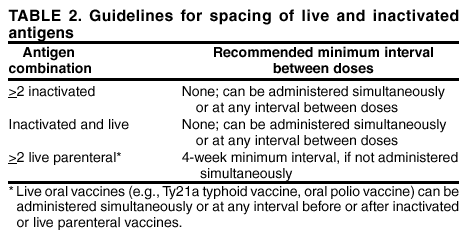 TABLE 2. Guidelines for spacing of live and inactivated
antigens
Antigen combination
Recommended minimum interval between doses
≥2 inactivated
None; can be administered simultaneously
or at any interval between doses
Inactivated and live
None; can be administered simultaneously
or at any interval between doses
≥2 live parenteral*
4-week minimum interval, if not administered
simultaneously
* Live oral vaccines (e.g., Ty21a typhoid vaccine, oral polio vaccine) can be
administered simultaneously or at any interval before or after inactivated
or live parenteral vaccines.